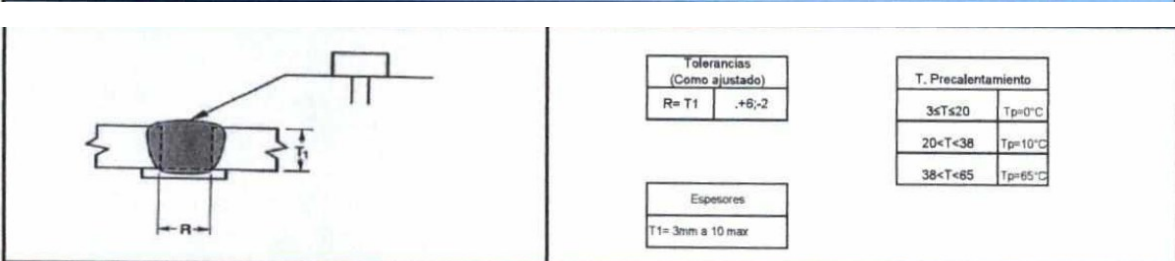 T1
R
Tolerancias
(Como ajustado)
R= T1 .+6;-2
Espesores
T1= 3mm a 10 max
T. Precalentamiento
3≤T≤20 Tp=0°C
20<T<38 Tp=10°C
38<T<65 Tp=65°C